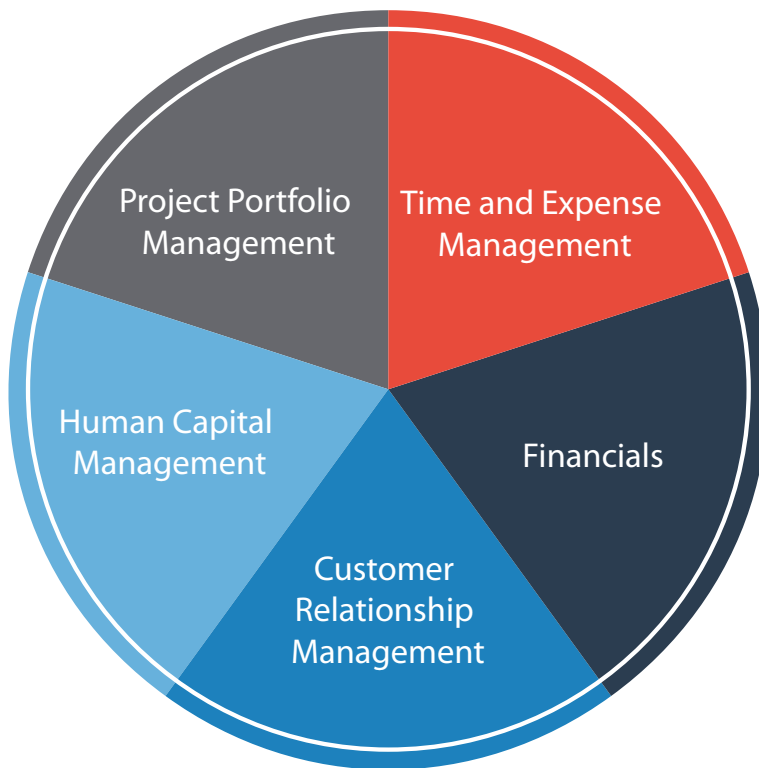 Project Portfolio
Management
Time and Expense
Management
Human Capital
Management
Financials
Customer
Relationship
Management